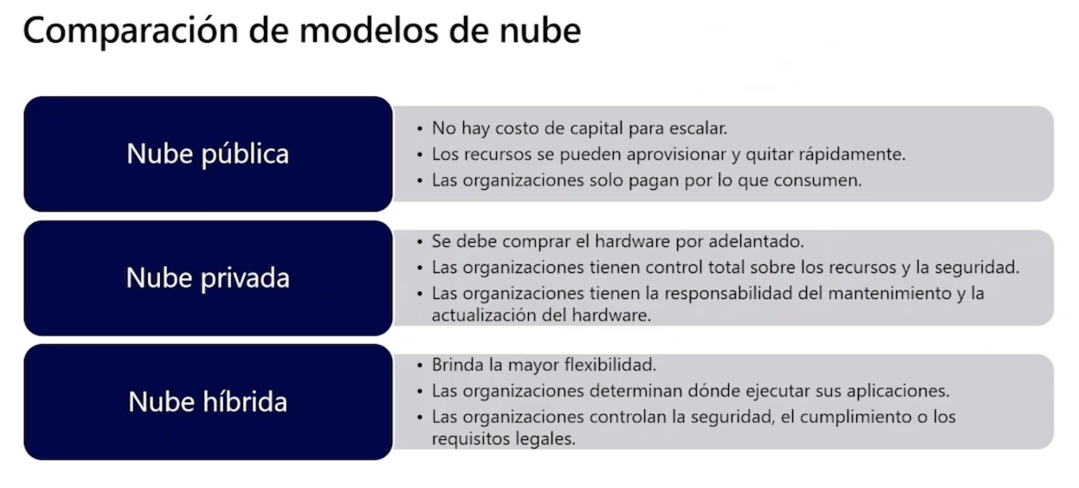 Comparación de modelos de nube
Nube pública
• No hay costo de capital para escalar.
• Los recursos se pueden aprovisionar y quitar rápidamente.
• Las organizaciones solo pagan por lo que consumen.
Nube privada
• Se debe comprar el hardware por adelantado.
• Las organizaciones tienen control total sobre los recursos y la seguridad.
• Las organizaciones tienen la responsabilidad del mantenimiento y la
actualización del hardware.
Nube híbrida
• Brinda la mayor flexibilidad.
• Las organizaciones determinan dónde ejecutar sus aplicaciones.
• Las organizaciones controlan la seguridad, el cumplimiento o los
requisitos legales.